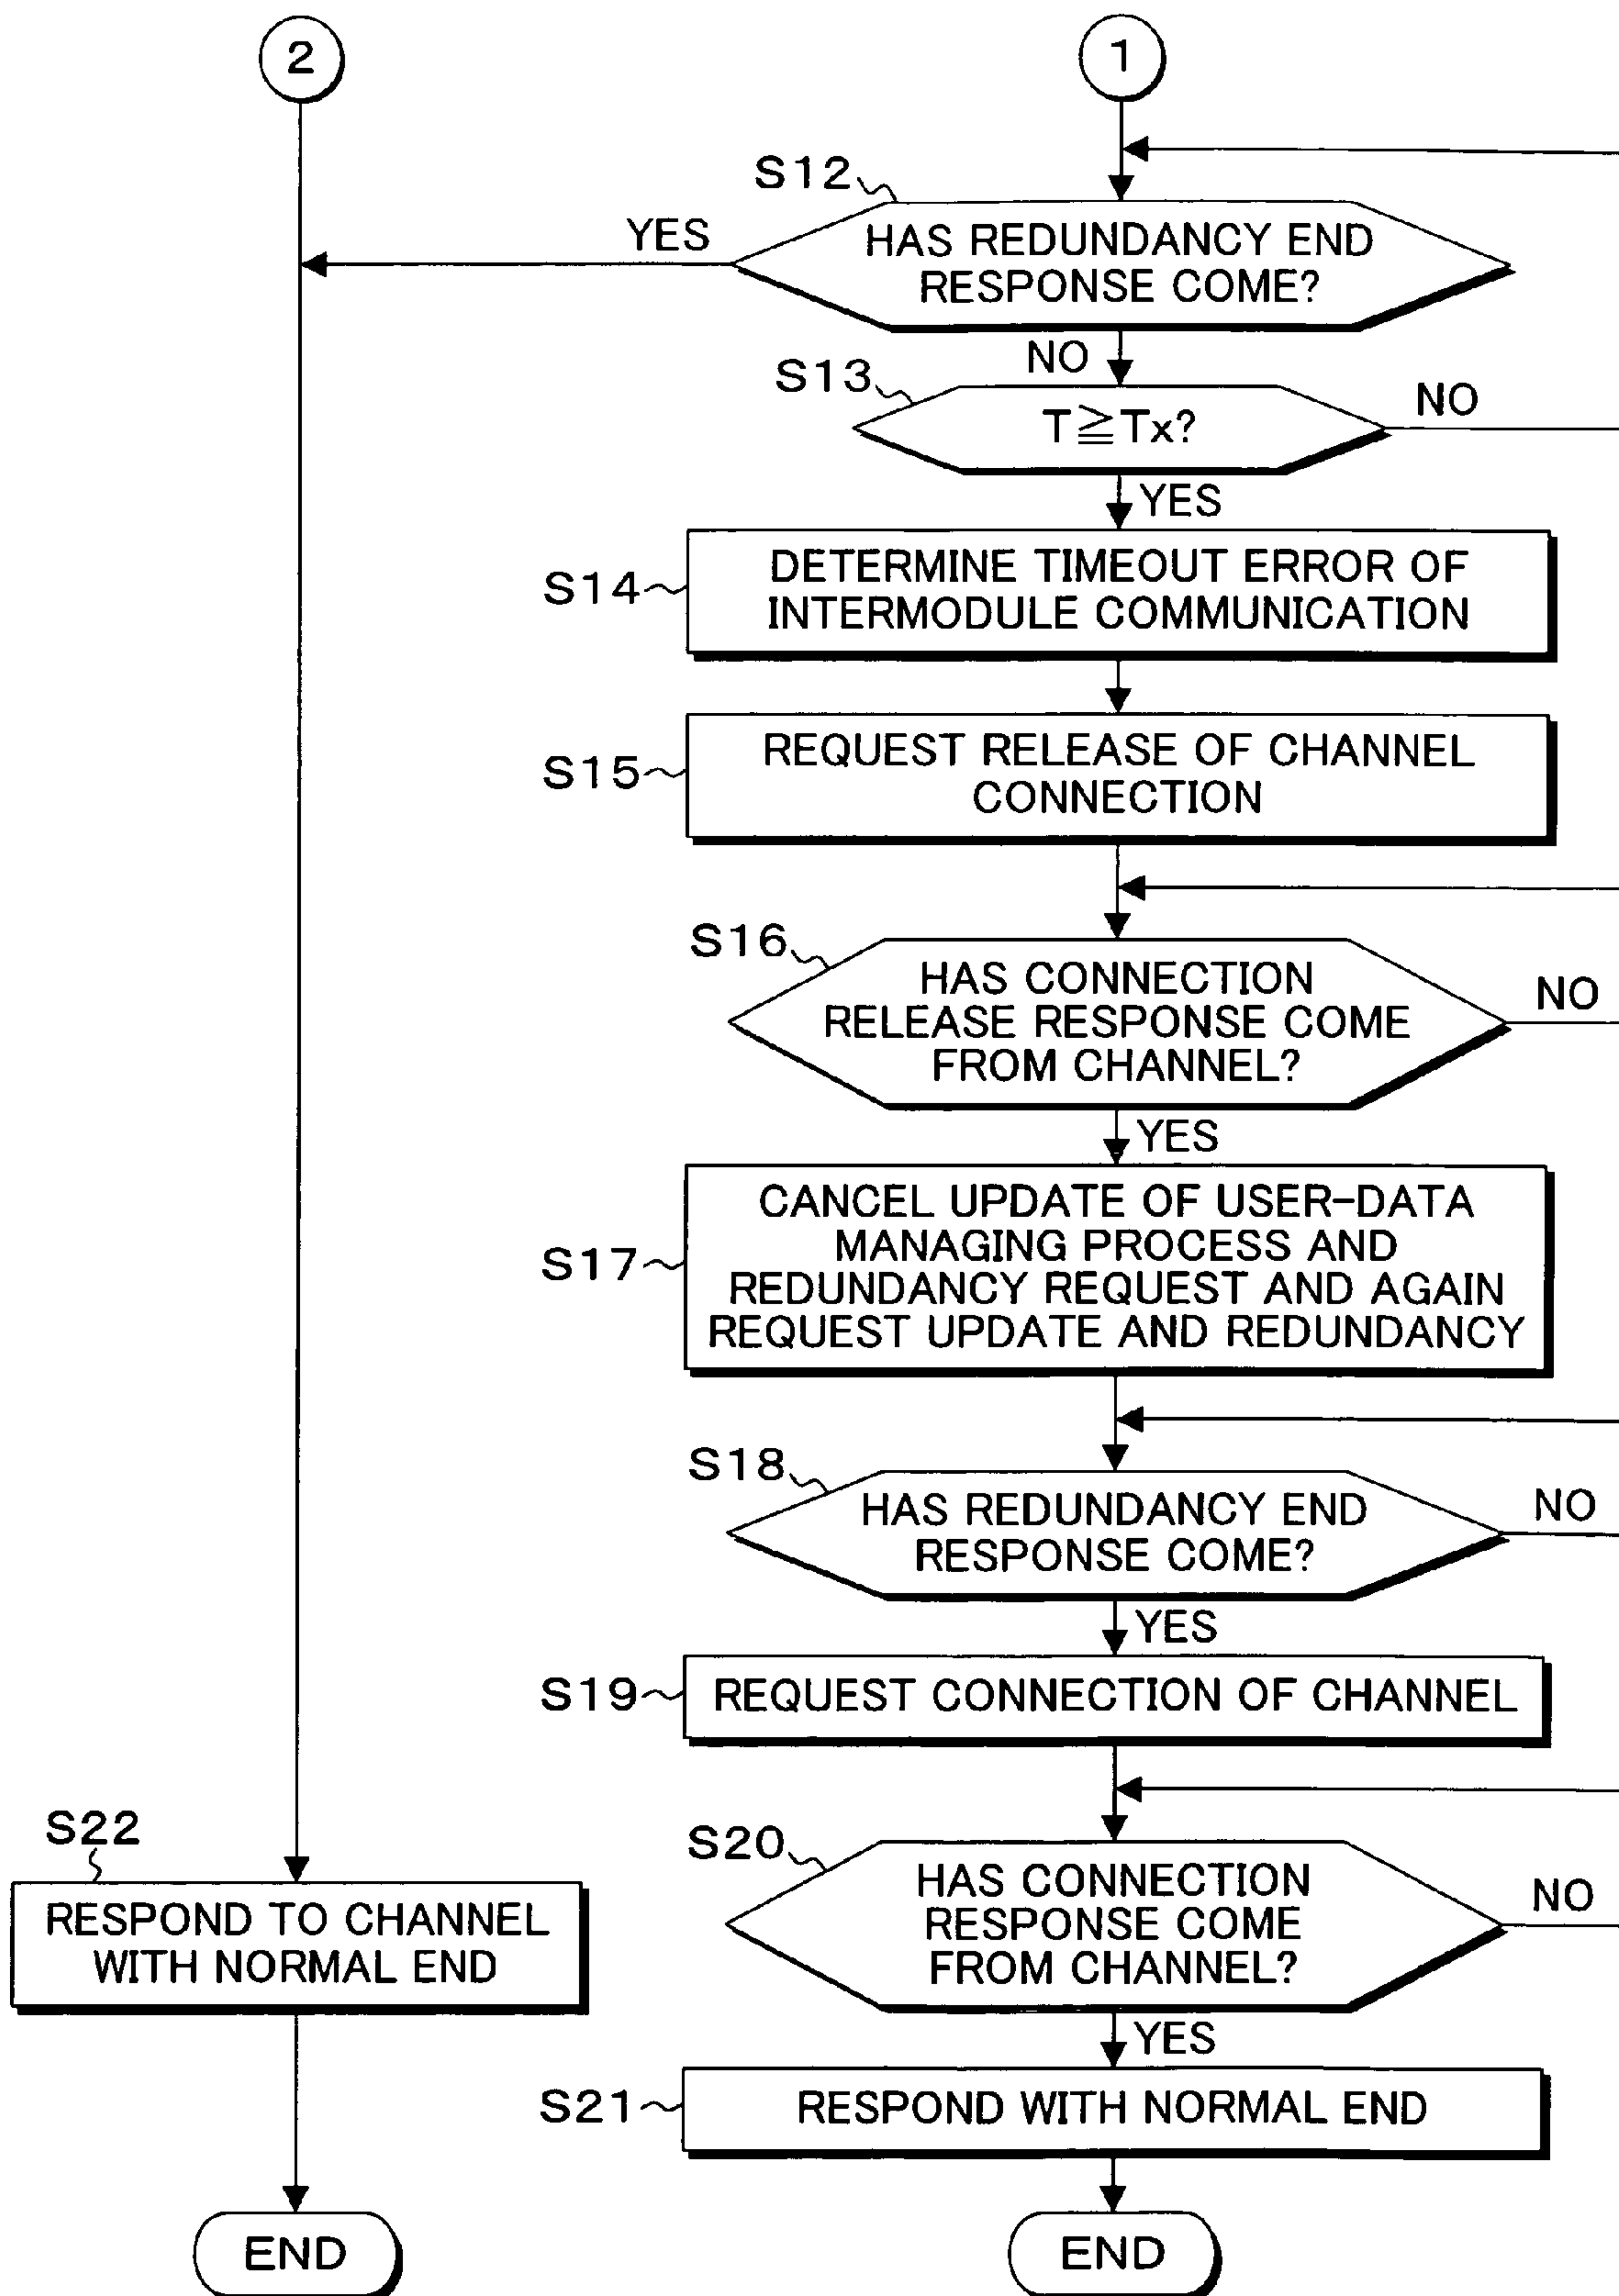 2
1
S12
HAS REDUNDANCY END
RESPONSE COME?
YES
NO
S13
T≧Tx?
NO
YES
S14
DETERMINE TIMEOUT ERROR OF
INTERMODULE COMMUNICATION
S15
REQUEST RELEASE OF CHANNEL
CONNECTION
S16
HAS CONNECTION
RELEASE RESPONSE COME
FROM CHANNEL?
NO
YES
S17
CANCEL UPDATE OF USER-DATA
MANAGING PROCESS AND
REDUNDANCY REQUEST AND AGAIN
REQUEST UPDATE AND REDUNDANCY
S18
HAS REDUNDANCY END
RESPONSE COME?
NO
YES
S19
REQUEST CONNECTION OF CHANNEL
S22
RESPOND TO CHANNEL
WITH NORMAL END
S20
HAS CONNECTION
RESPONSE COME
FROM CHANNEL?
NO
YES
S21
RESPOND WITH NORMAL END
END
END